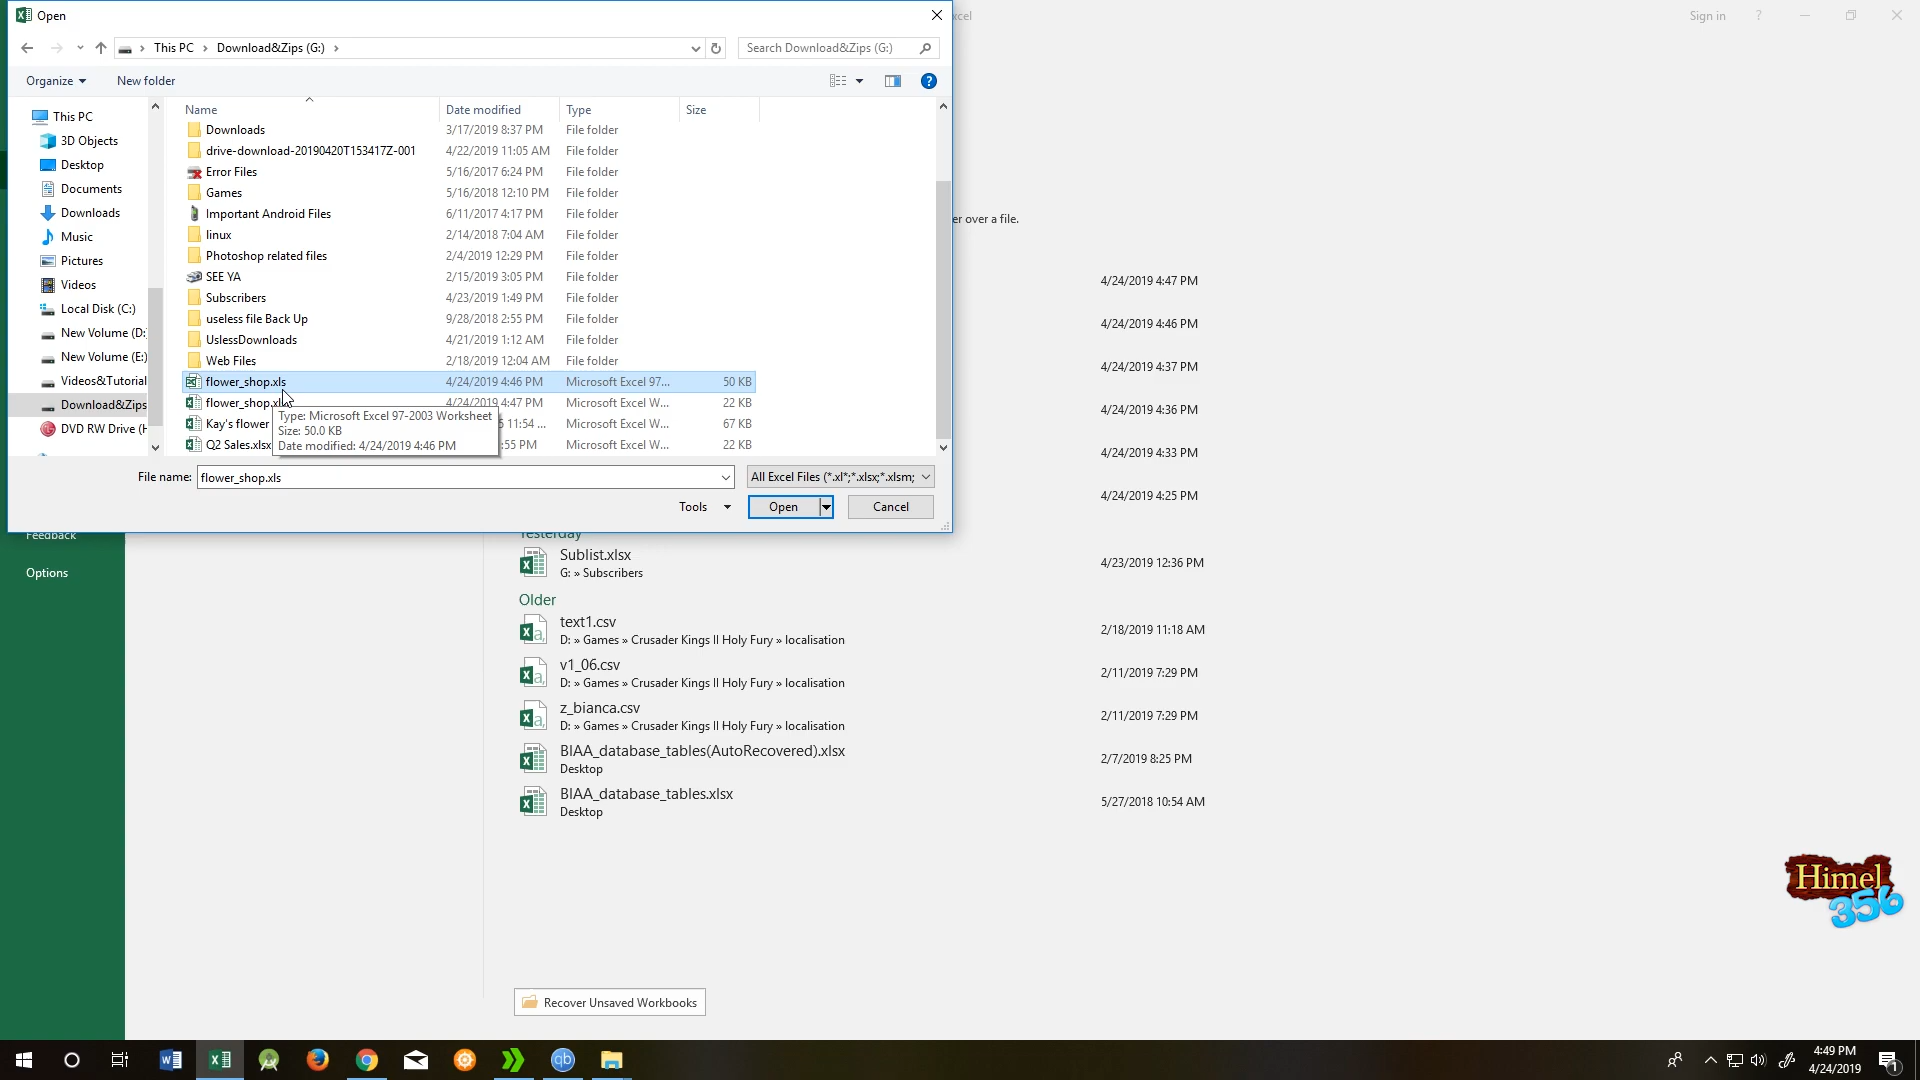 Open
xcel
Sign in
?
This PC
Download&Zips (G:)
Search Download&Zips (G:)
Organize
New folder
?
Name
Date modified
Type
Size
This PC
3D Objects
Desktop
Documents
Downloads
Music
Pictures
Videos
Local Disk (C:)
New Volume (D:
New Volume (E:)
Videos&Tutorial
Download&Zips
DVD RW Drive (H
Downloads 3/17/2019 8:37 PM File folder
drive-download-20190420T153417Z-001 4/22/2019 11:05 AM File folder
Error Files 5/16/2017 6:24 PM File folder
Games 5/16/2018 12:10 PM File folder
Important Android Files 6/11/2017 4:17 PM File folder
linux 2/14/2018 7:04 AM File folder
Photoshop related files 2/4/2019 12:29 PM File folder
SEE YA 2/15/2019 3:05 PM File folder
Subscribers 4/23/2019 1:49 PM File folder
useless file Back Up 9/28/2018 2:55 PM File folder
UslessDownloads 4/21/2019 1:12 AM File folder
Web Files 2/18/2019 12:04 AM File folder
flower_shop.xls 4/24/2019 4:46 PM Microsoft Excel 97... 50 KB
flower_shop.xls 4/24/2019 4:47 PM Microsoft Excel W... 22 KB
Kay's flower 11:54 ... Microsoft Excel W... 67 KB
Q2 Sales.xlsx :55 PM Microsoft Excel W... 22 KB
Type: Microsoft Excel 97-2003 Worksheet
Size: 50.0 KB
Date modified: 4/24/2019 4:46 PM
File name: flower_shop.xls
All Excel Files (*.xl*;*.xlsx;*.xlsm;
Tools
Open
Cancel
er over a file.
4/24/2019 4:47 PM
4/24/2019 4:46 PM
4/24/2019 4:37 PM
4/24/2019 4:36 PM
4/24/2019 4:33 PM
4/24/2019 4:25 PM
Feedback
Options
Yesterday
Sublist.xlsx
G: » Subscribers
4/23/2019 12:36 PM
Older
text1.csv
D: » Games » Crusader Kings II Holy Fury » localisation
2/18/2019 11:18 AM
v1_06.csv
D: » Games » Crusader Kings II Holy Fury » localisation
2/11/2019 7:29 PM
z_bianca.csv
D: » Games » Crusader Kings II Holy Fury » localisation
2/11/2019 7:29 PM
BIAA_database_tables(AutoRecovered).xlsx
Desktop
2/7/2019 8:25 PM
BIAA_database_tables.xlsx
Desktop
5/27/2018 10:54 AM
Himel
356
Recover Unsaved Workbooks
qb
4:49 PM
4/24/2019
1